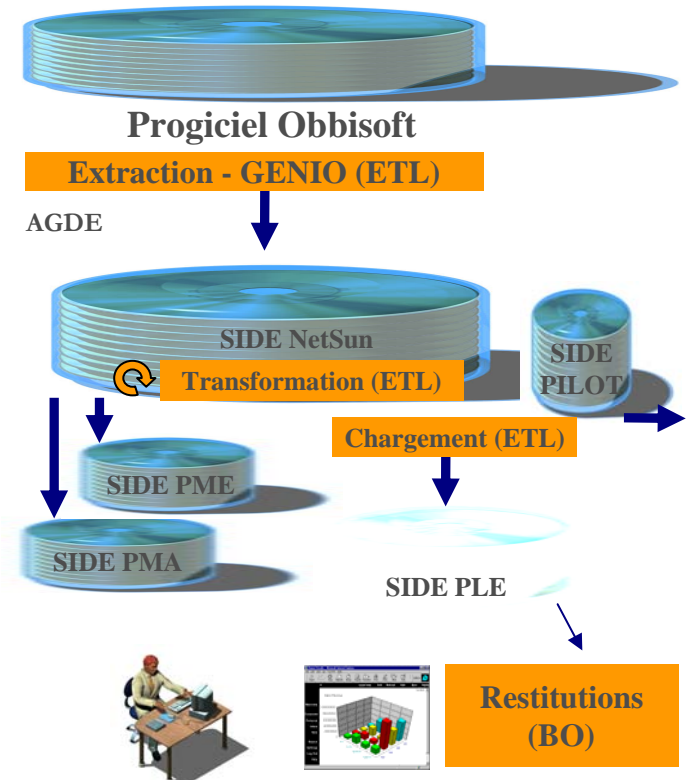 Progiciel Obbisoft
Extraction - GENIO (ETL)
AGDE
SIDE NetSun
SIDE
PILOT
Transformation (ETL)
Chargement (ETL)
SIDE PME
SIDE PMA
SIDE PLE
Restitutions
(BO)